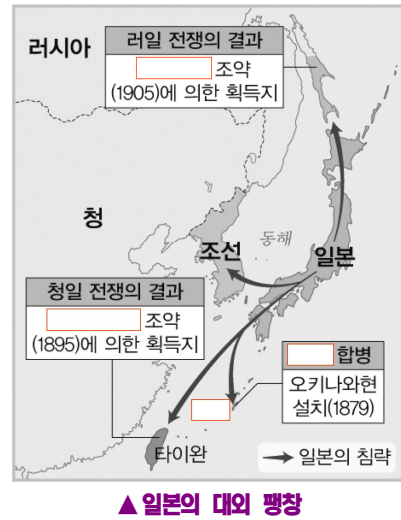 러시아
러일 전쟁의 결과
조약
(1905)에 의한 획득지
청
조선
동해
일본
청일 전쟁의 결과
조약
(1895)에 의한 획득지
합병
오키나와현
설치(1879)
타이완
→ 일본의 침략
▲ 일본의 대외 팽창